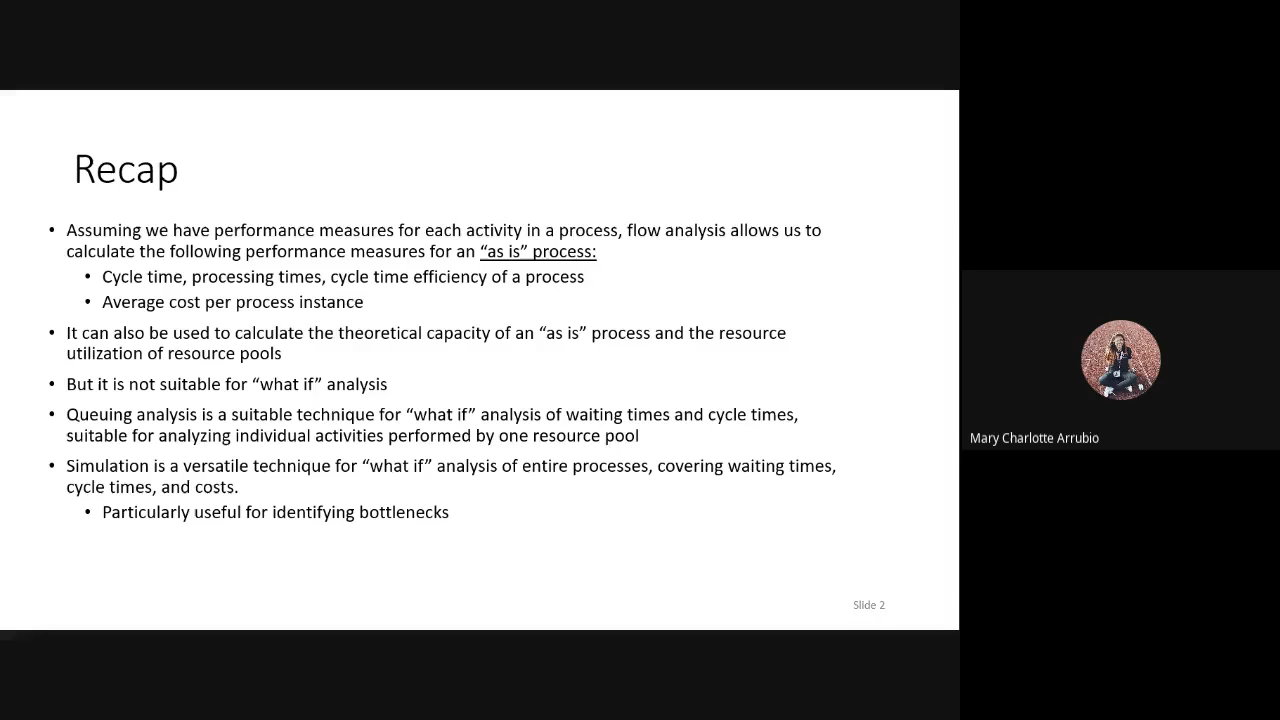 Recap
• Assuming we have performance measures for each activity in a process, flow analysis allows us to
calculate the following performance measures for an “as is” process:
• Cycle time, processing times, cycle time efficiency of a process
• Average cost per process instance
• It can also be used to calculate the theoretical capacity of an “as is” process and the resource
utilization of resource pools
• But it is not suitable for “what if” analysis
• Queuing analysis is a suitable technique for “what if” analysis of waiting times and cycle times,
suitable for analyzing individual activities performed by one resource pool
• Simulation is a versatile technique for “what if” analysis of entire processes, covering waiting times,
cycle times, and costs.
• Particularly useful for identifying bottlenecks
Slide 2
Mary Charlotte Arrubio